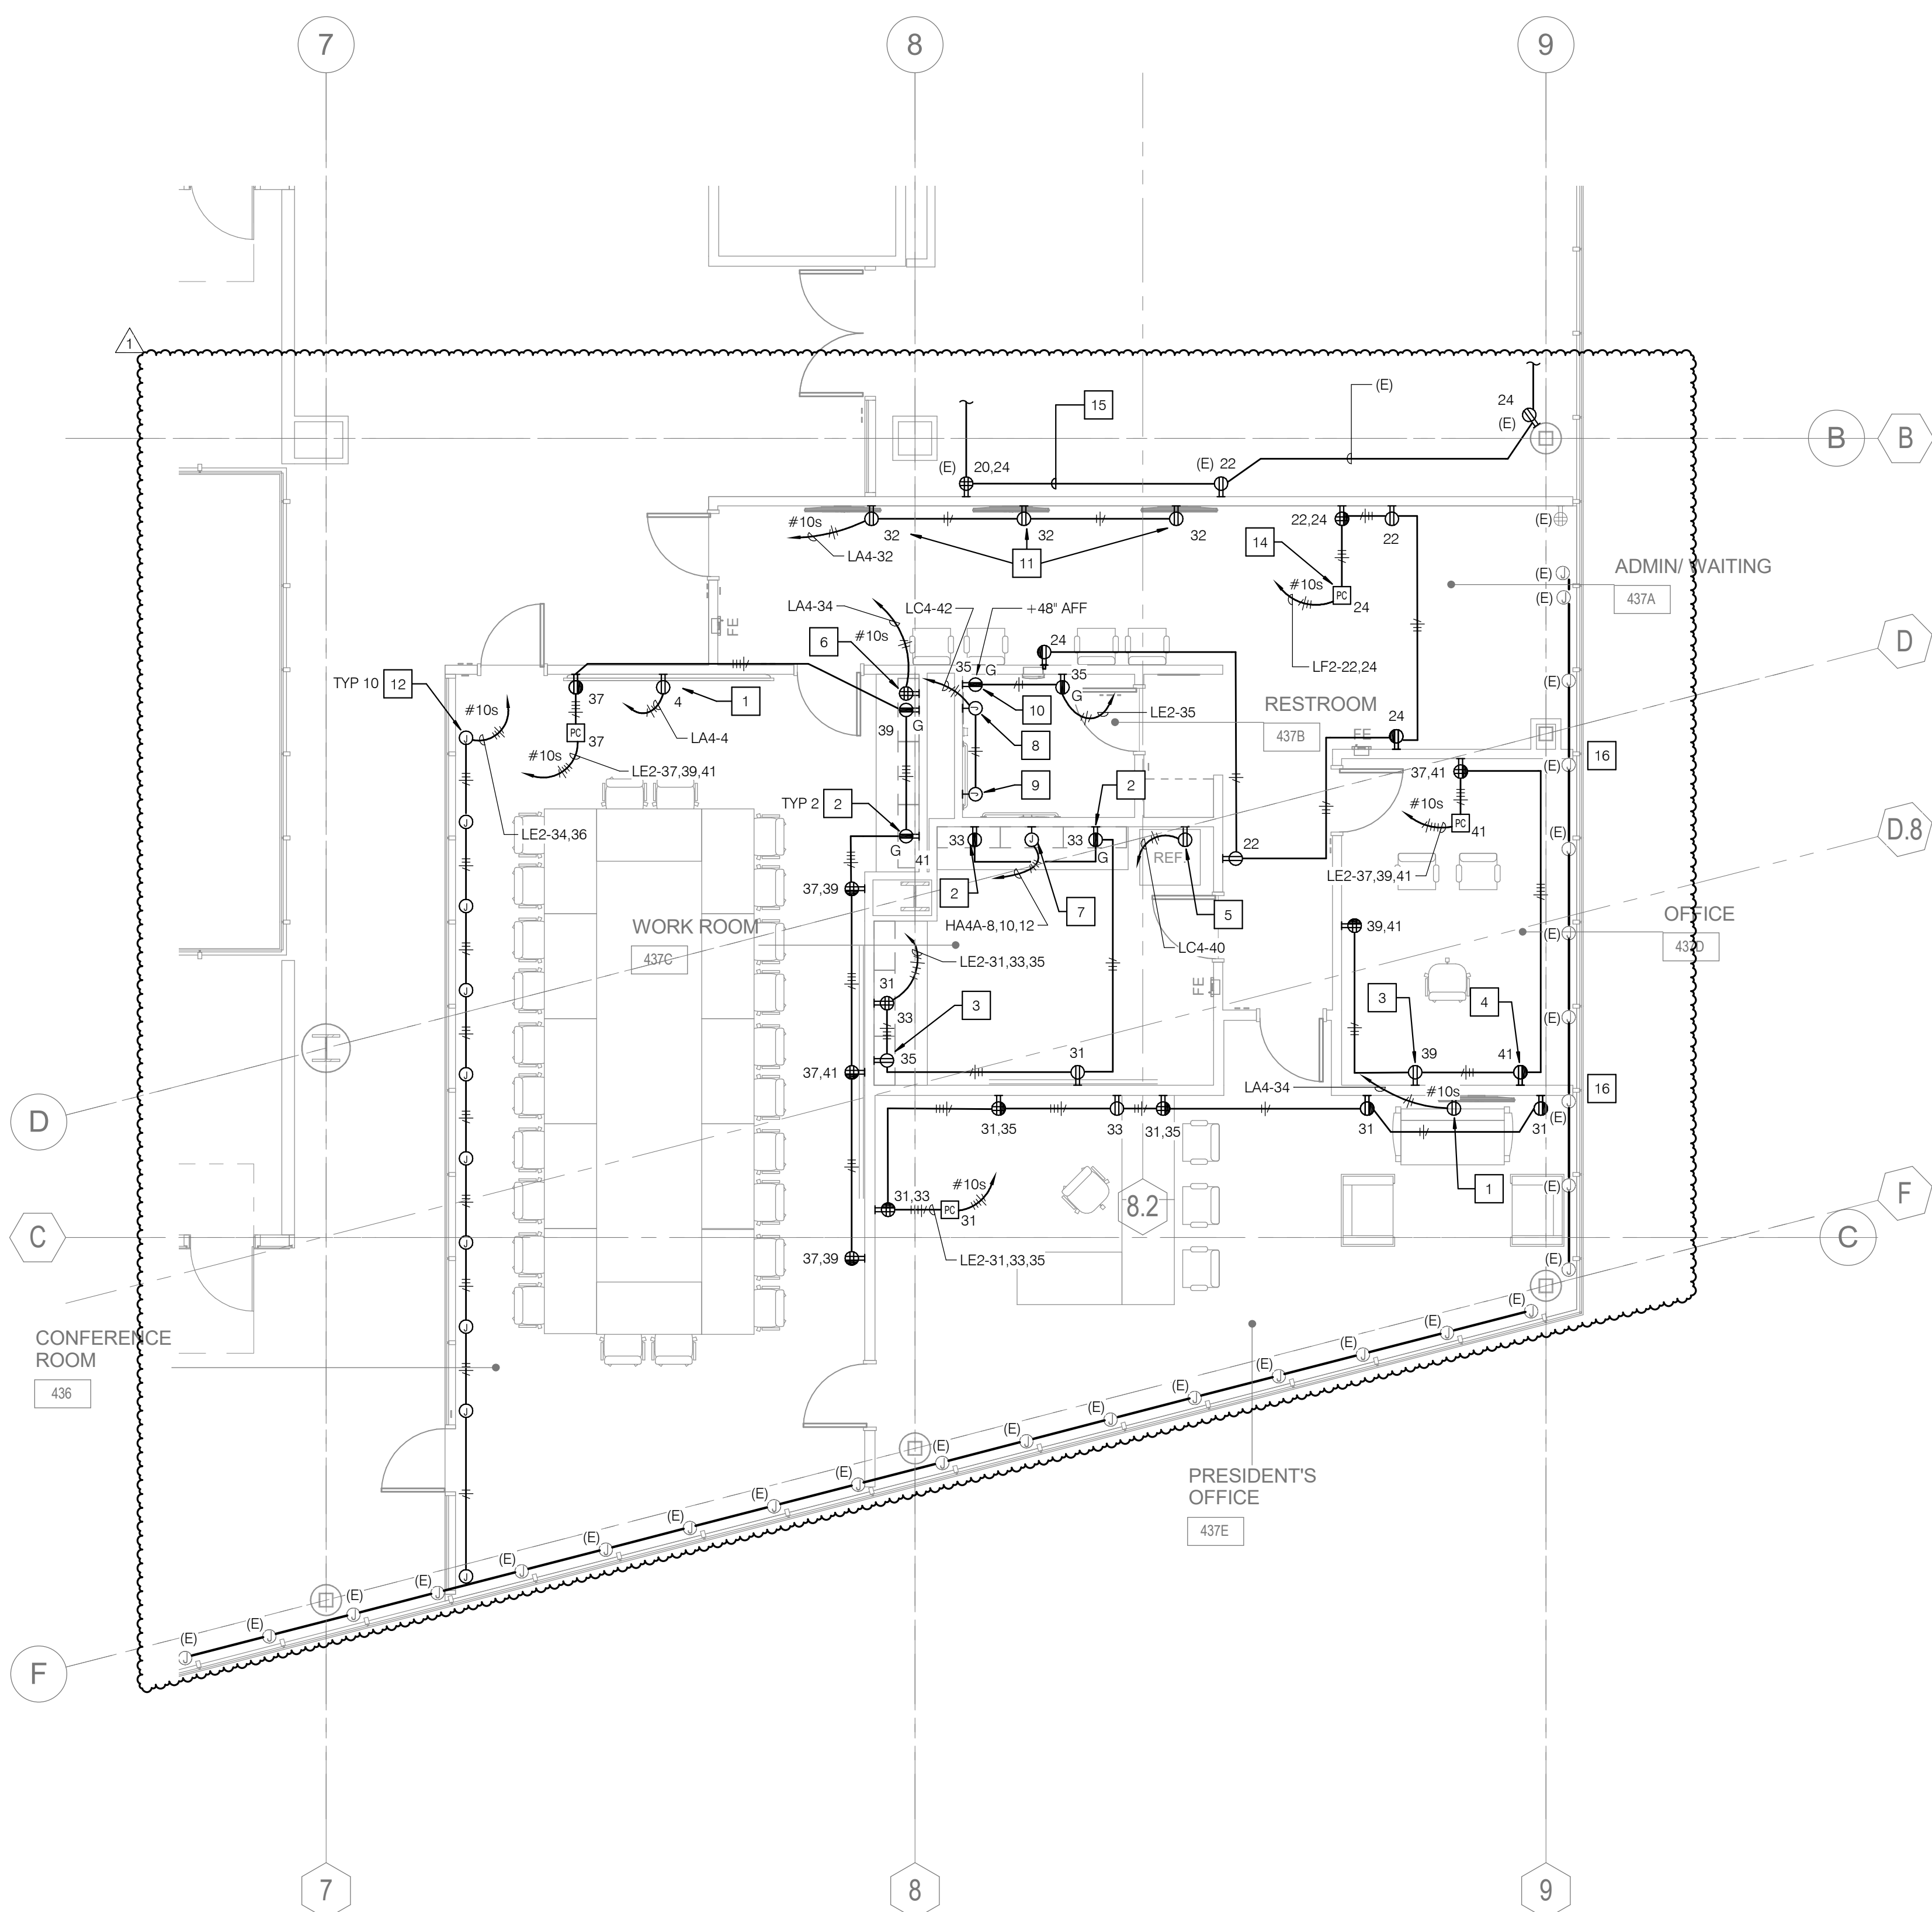 7
8
9
1
(E)
15
24
(E)
B
B
(E)
20,24
(E) 22
#10s
32
32
32
LA4-32
11
22,24
22
(E)
14
#10s
PC
24
(E)
(E)
ADMIN/ WAITING
437A
LA4-34
LC4-42
+48" AFF
#10s
6
FE
24
LF2-22,24
D
TYP 10
12
#10s
37
4
1
35
G
35
G
10
LE2-35
RESTROOM
437B
(E)
39
G
LA4-4
PC
37
#10s
LE2-37,39,41
8
24
FE
16
(E)
37,41
TYP 2
2
9
2
#10s
PC
41
D.8
LE2-34,36
G
41
33
33
G
REF.
22
(E)
LE2-37,39,41
37,39
2
7
5
HA4A-8,10,12
OFFICE
437D
WORK ROOM
437C
39,41
(E)
LC4-40
LE2-31,33,35
31
33
3
FE
3
4
(E)
35
31
39
41
37,41
LA4-34
#10s
16
D
31,35
33
31,35
31
31
(E)
31,33
#10s
PC
31
1
(E)
8.2
F
C
C
37,39
LE2-31,33,35
(E)
(E)
CONFERENCE
ROOM
436
(E)
(E)
(E)
(E)
(E)
(E)
(E)
PRESIDENT'S
OFFICE
437E
(E)
(E)
(E)
(E)
(E)
(E)
(E)
(E)
(E)
F
7
8
9